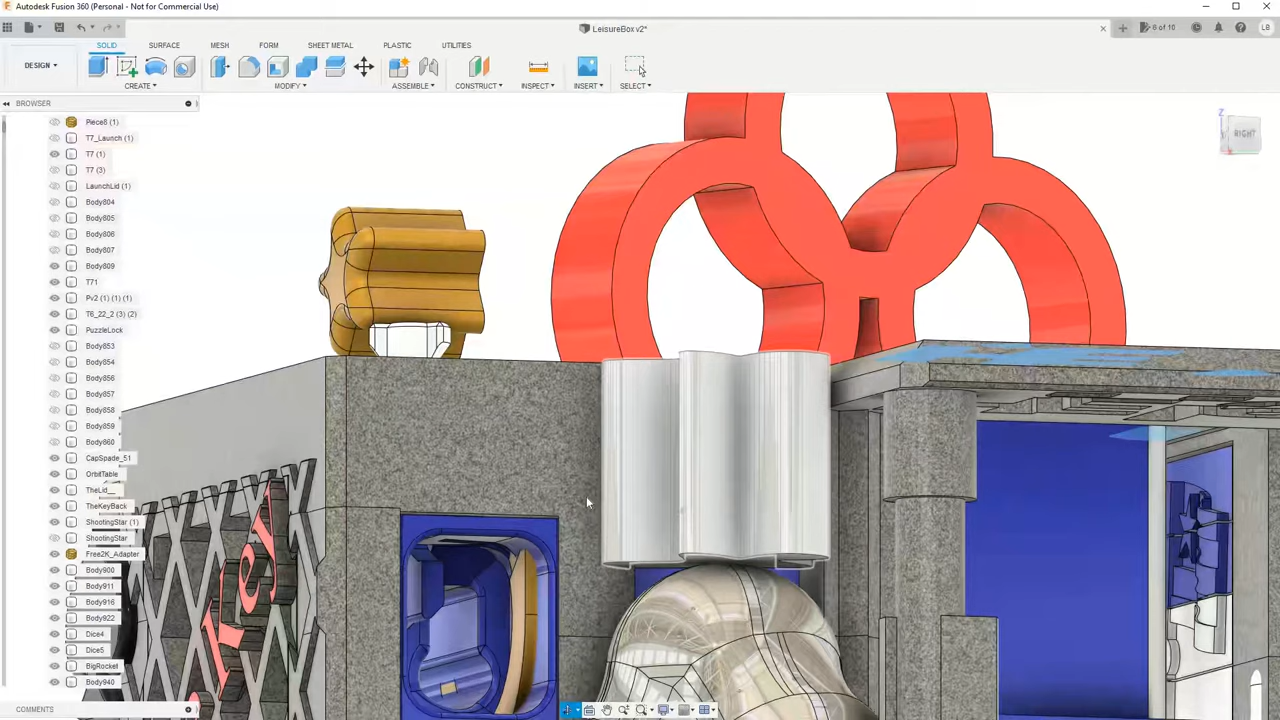 Autodesk Fusion 360 (Personal - Not for Commercial Use)
LeisureBox v2*
6 of 10
LB
DESIGN
SOLID SURFACE MESH FORM SHEET METAL PLASTIC UTILITIES
CREATE MODIFY ASSEMBLE CONSTRUCT INSPECT INSERT SELECT
BROWSER
Piece8 (1)
T7_Launch (1)
T7 (1)
T7 (3)
LaunchLid (1)
Body804
Body805
Body806
Body807
Body809
T71
Pv2 (1) (1) (1)
T6_22_2 (3) (2)
PuzzleLock
Body853
Body854
Body856
Body857
Body858
Body859
Body860
CapSpade_51
OrbitTable
TheLid__
TheKeyBack
ShootingStar (1)
ShootingStar
Free2K_Adapter
Body900
Body911
Body916
Body922
Dice4
Dice5
BigRocket
Body940
COMMENTS
Z
RIGHT